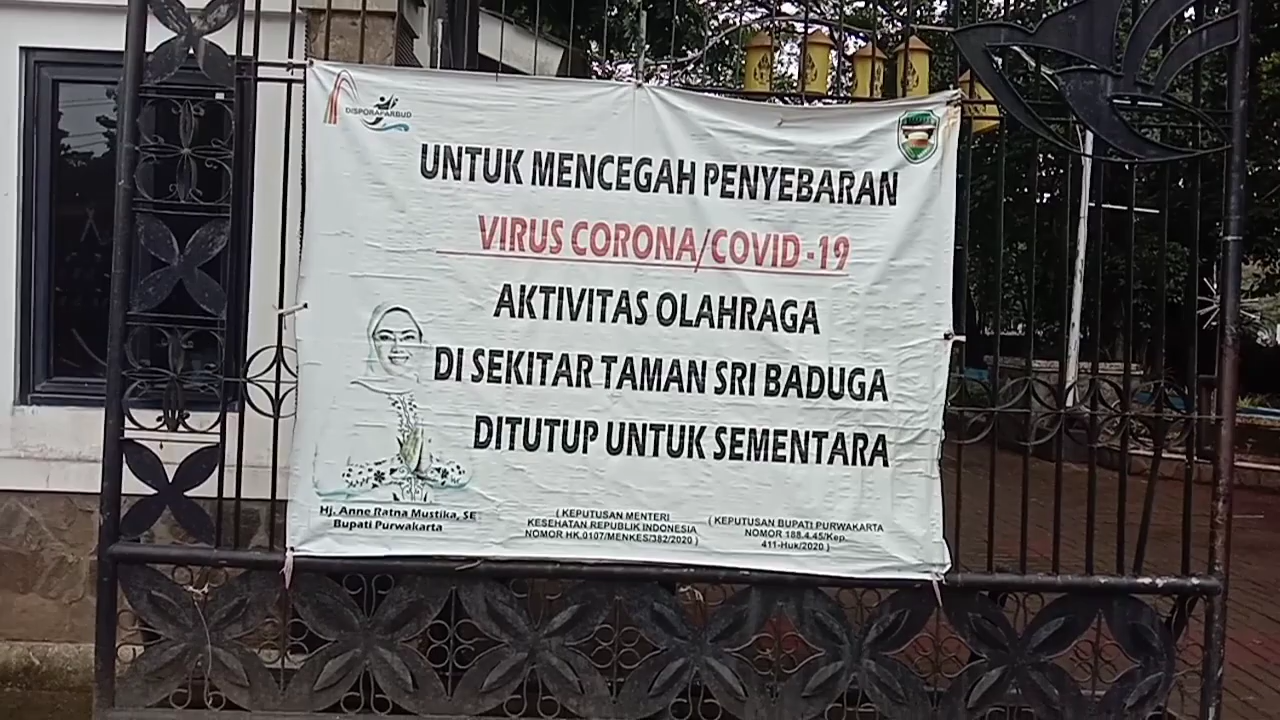 DISPORAPARBUD
UNTUK MENCEGAH PENYEBARAN
VIRUS CORONA/COVID -19
AKTIVITAS OLAHRAGA
DI SEKITAR TAMAN SRI BADUGA
DITUTUP UNTUK SEMENTARA
Hj. Anne Ratna Mustika, SE
Bupati Purwakarta
( KEPUTUSAN MENTERI
KESEHATAN REPUBLIK INDONESIA
NOMOR HK.0107/MENKES/382/2020 )
( KEPUTUSAN BUPATI PURWAKARTA
NOMOR 188.4.45/Kep.
411-Huk/2020 )